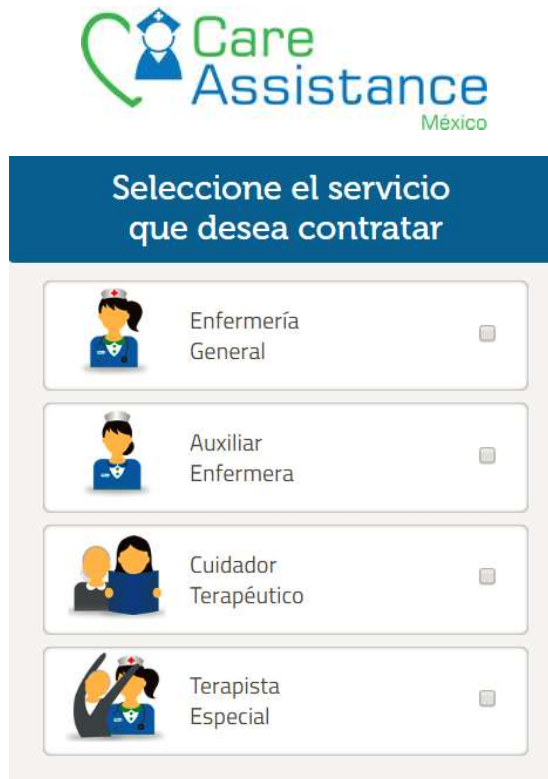 Care
Assistance
México
Seleccione el servicio
que desea contratar
Enfermería
General
Auxiliar
Enfermera
Cuidador
Terapéutico
Terapista
Especial